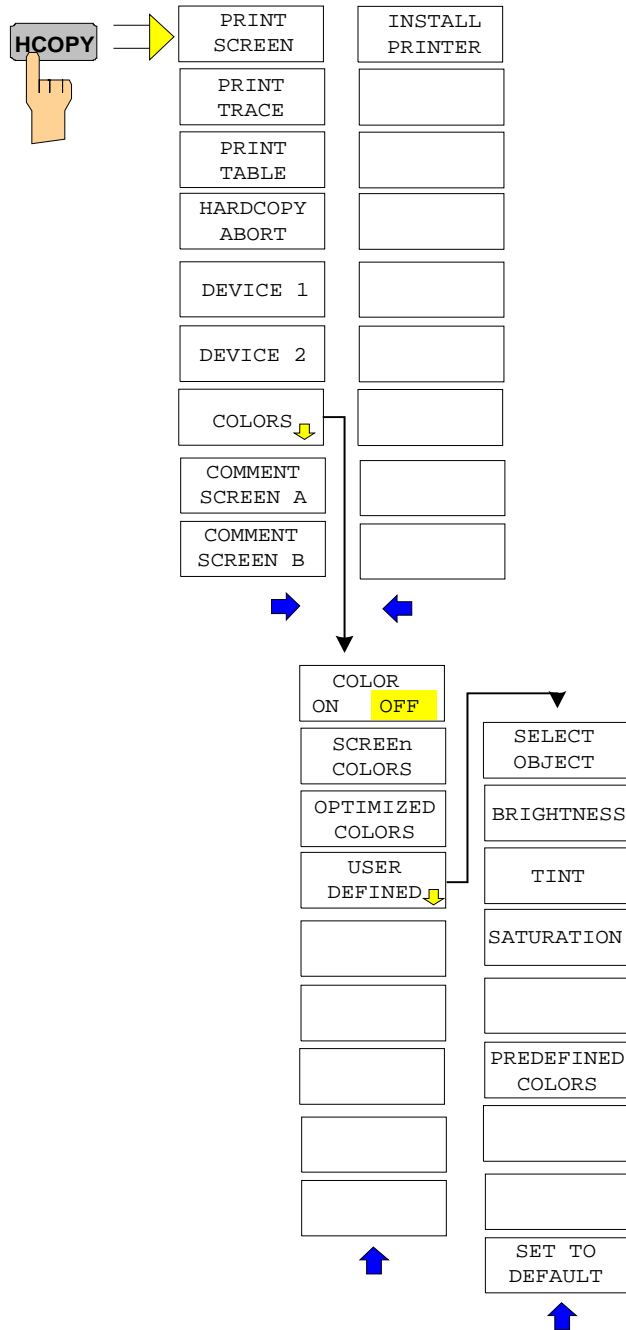 HCOPY
PRINT
SCREEN
PRINT
TRACE
PRINT
TABLE
HARDCOPY
ABORT
DEVICE 1
DEVICE 2
COLORS
COMMENT
SCREEN A
COMMENT
SCREEN B
INSTALL
PRINTER
COLOR
ON OFF
SCREEn
COLORS
OPTIMIZED
COLORS
USER
DEFINED
SELECT
OBJECT
BRIGHTNESS
TINT
SATURATION
PREDEFINED
COLORS
SET TO
DEFAULT